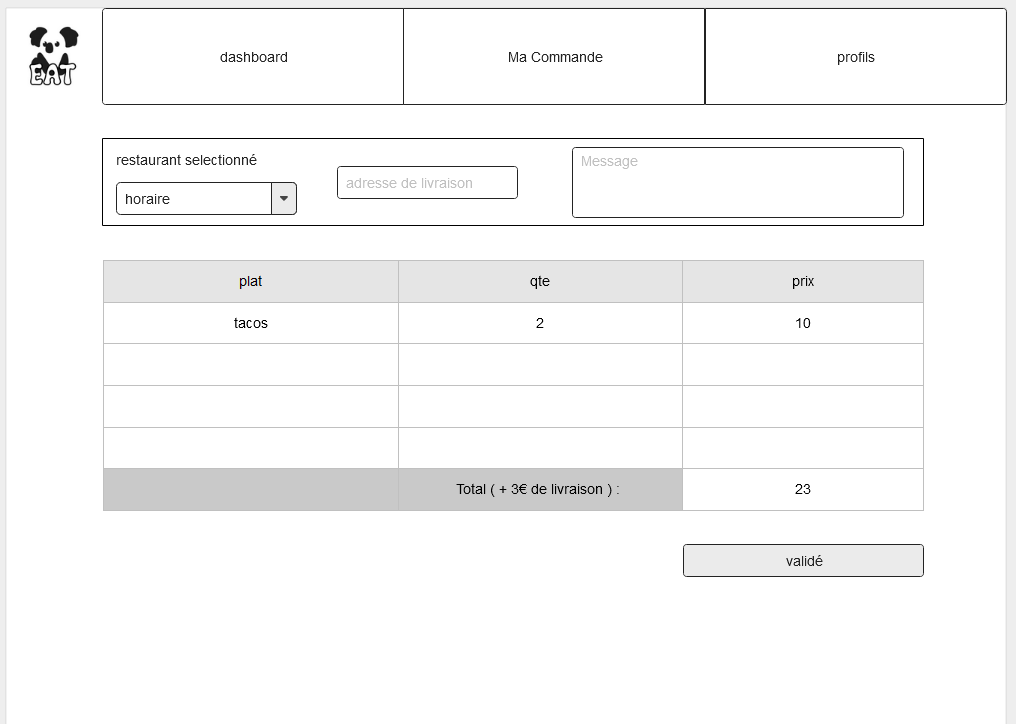 EAT
dashboard
Ma Commande
profils
restaurant selectionné
horaire
adresse de livraison
Message
plat qte prix
tacos 2 10
Total ( + 3€ de livraison ) : 23
validé